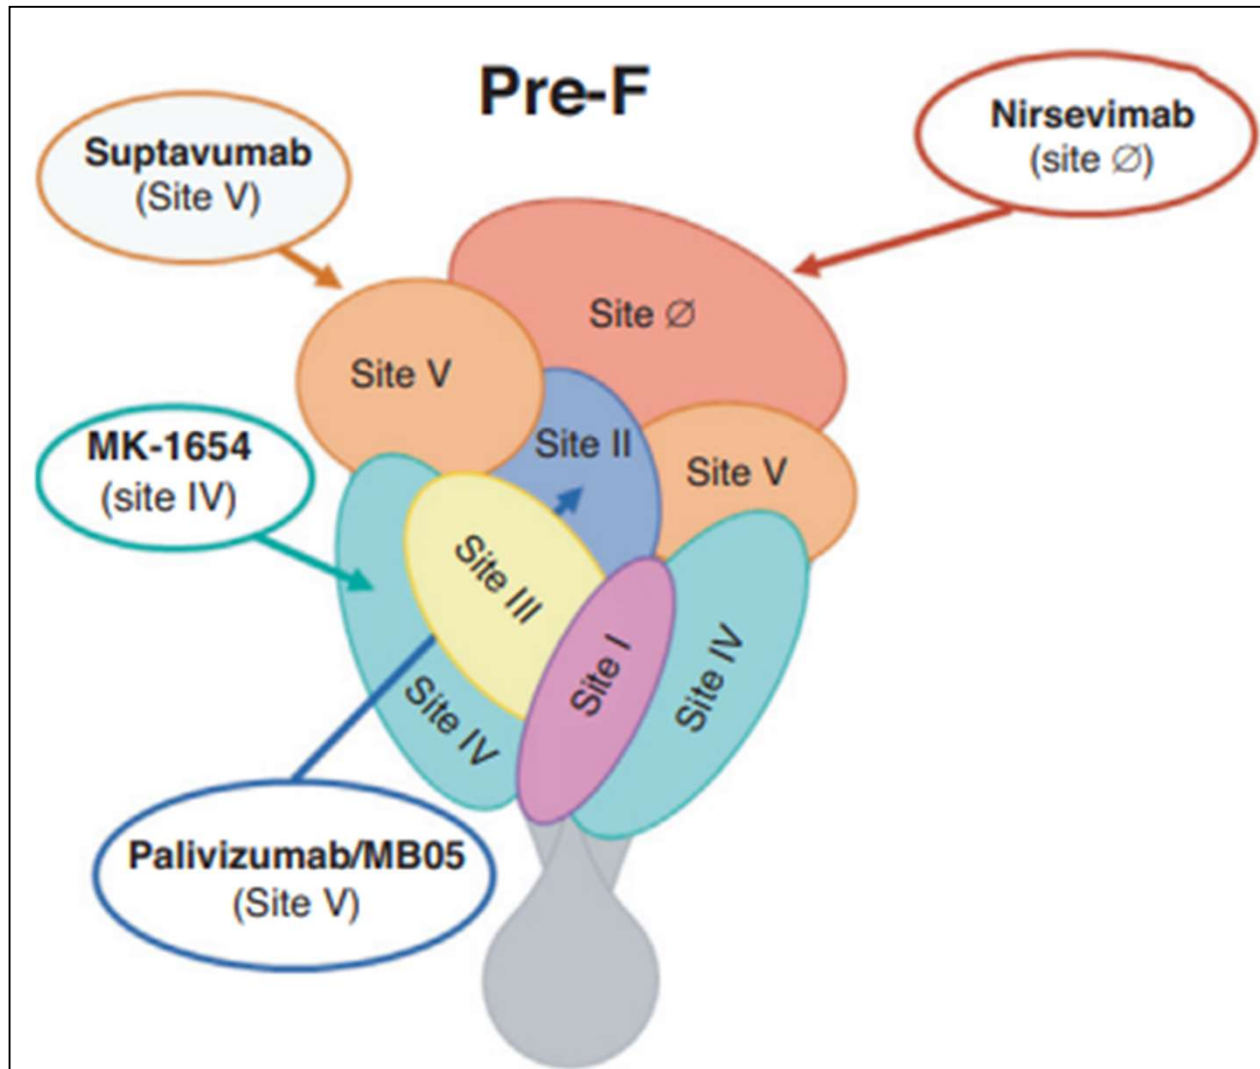 Pre-F
Suptavumab
(Site V)
Nirsevimab
(site ∅)
Site ∅
Site V
Site II
Site V
MK-1654
(site IV)
Site III
Site I
Site IV
Site IV
Palivizumab/MB05
(Site V)